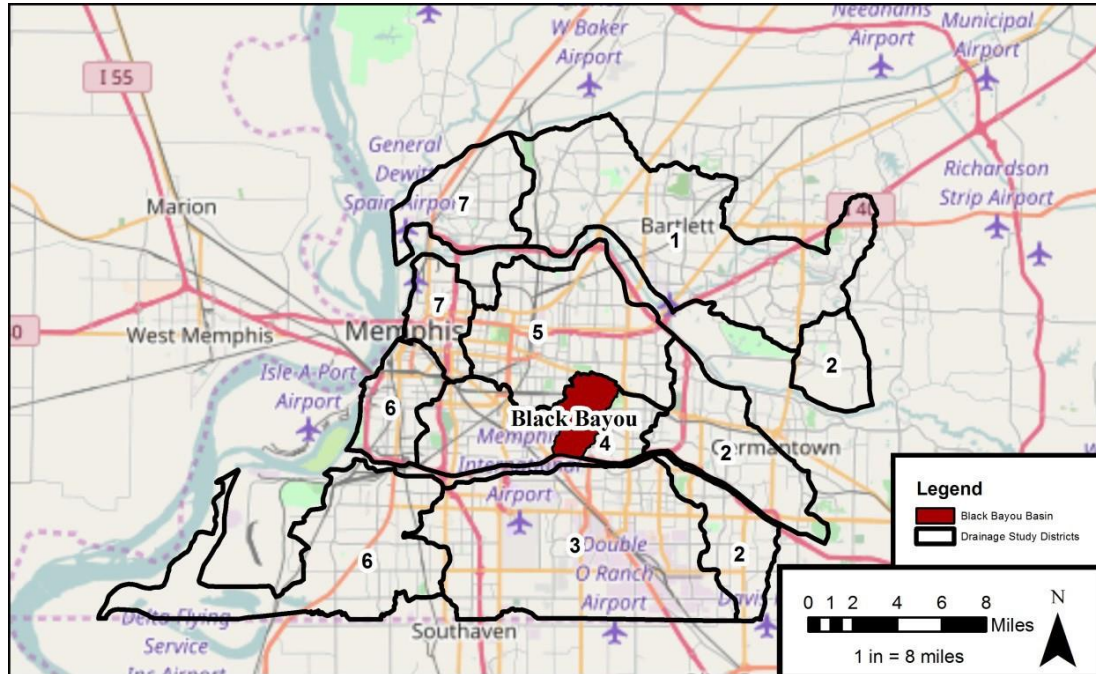 W Baker
Airport
Needhams
Airport
Municipal
Airport
I 55
General
Dewitt
Spain Airport
7
Richardson
Strip Airport
Marion
Bartlett
1
I 40
7
5
West Memphis
Memphis
2
Isle-A-Port
Airport
6
Black Bayou
4
Memphis
International
Airport
2
Germantown
6
3
Double
O Ranch
Airport
2
Delta Flying
Service
Inc Airport
Southaven
Legend
Black Bayou Basin
Drainage Study Districts
0 1 2 4 6 8
Miles
N
1 in = 8 miles